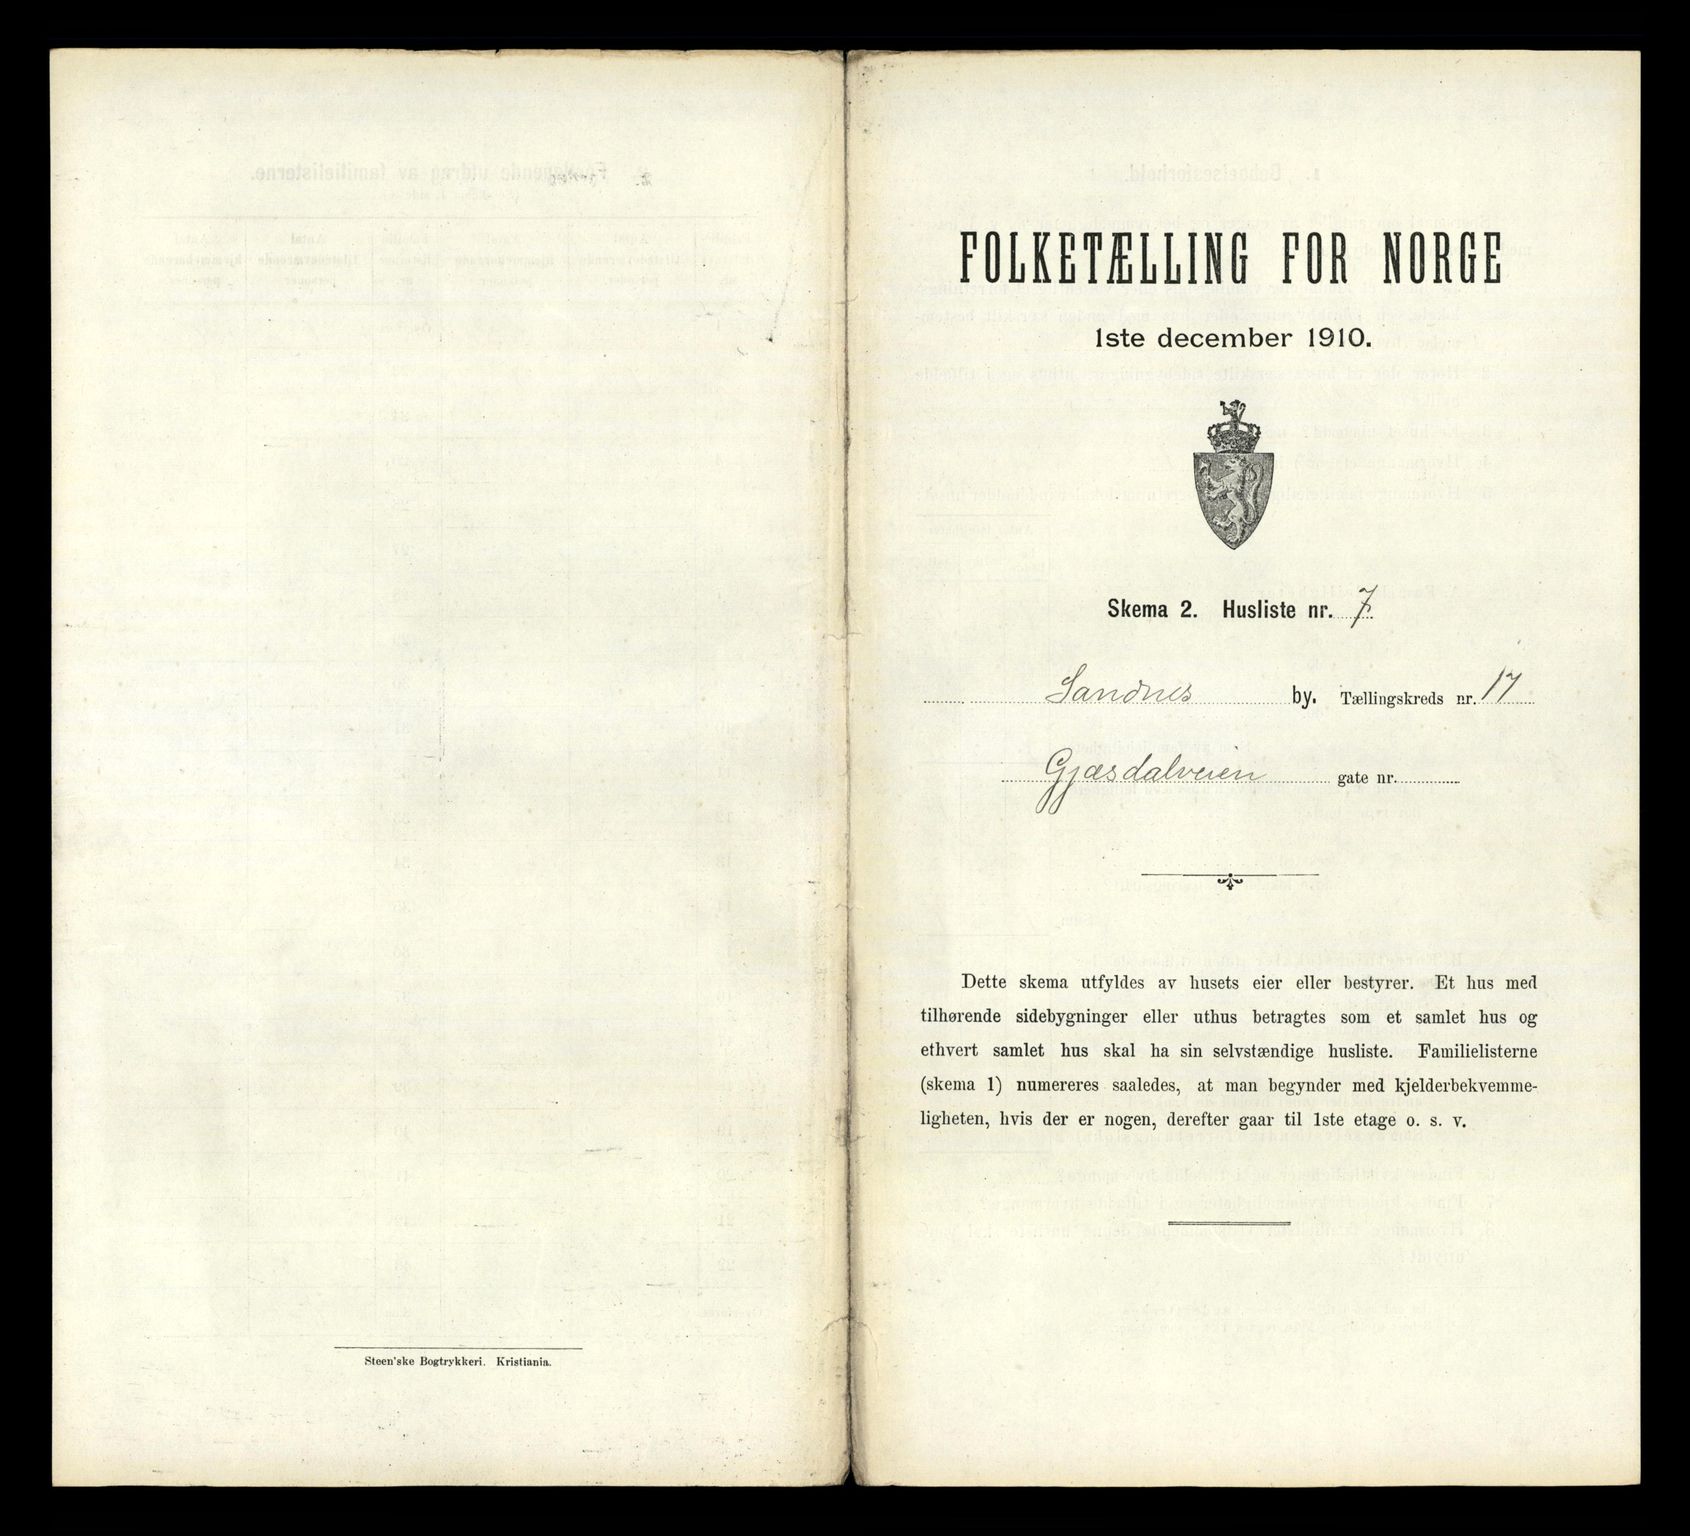 Steen'ske Bogtrykkeri. Kristiania.
FOLKETÆLLING FOR NORGE
1ste december 1910.
Skema 2. Husliste nr. 7
Sandnes by. Tællingskreds nr. 17
Gjæsdalveien gate nr.
Dette skema utfyldes av husets eier eller bestyrer. Et hus med
tilhørende sidebygninger eller uthus betragtes som et samlet hus og
ethvert samlet hus skal ha sin selvstændige husliste. Familielisterne
(skema 1) numereres saaledes, at man begynder med kjelderbekvemme-
ligheten, hvis der er nogen, derefter gaar til 1ste etage o. s. v.